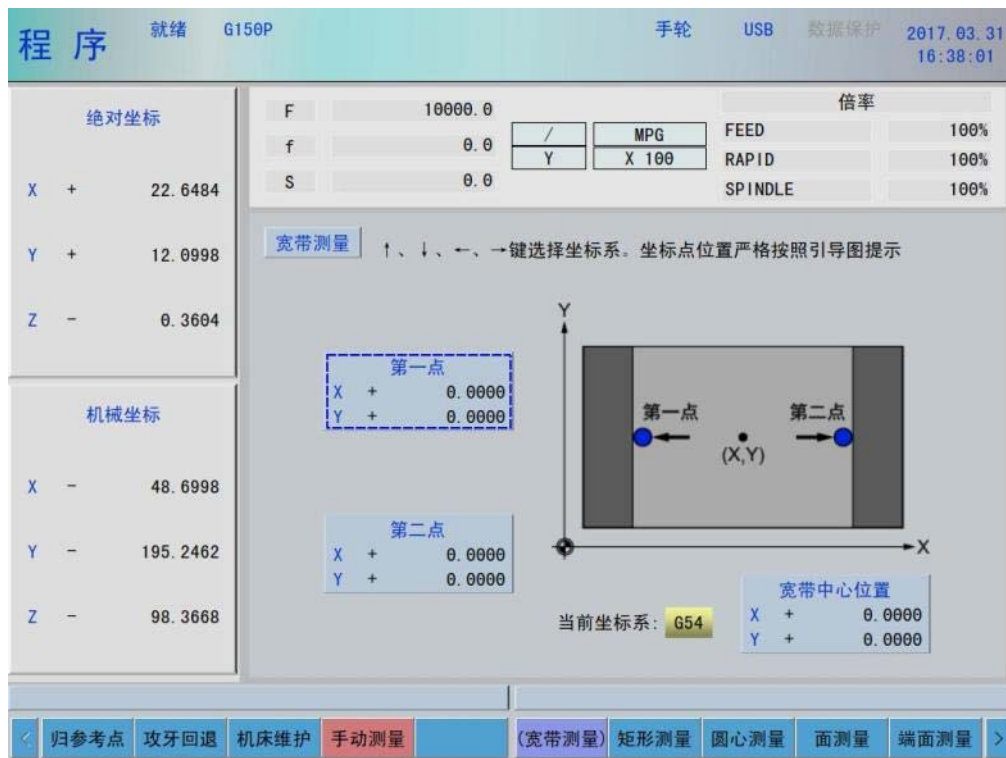 程 序 就绪 G150P 手轮 USB 数据保护 2017.03.31
16:38:01
绝对坐标
X + 22.6484
Y + 12.0998
Z - 0.3604
机械坐标
X - 48.6998
Y - 195.2462
Z - 98.3668
F 10000.0
f 0.0
S 0.0
/ MPG
Y X 100
倍率
FEED 100%
RAPID 100%
SPINDLE 100%
宽带测量 ↑、↓、←、→键选择坐标系。坐标点位置严格按照引导图提示
第一点
X + 0.0000
Y + 0.0000
第二点
X + 0.0000
Y + 0.0000
Y
第一点 第二点
(X,Y)
X
当前坐标系: G54
宽带中心位置
X + 0.0000
Y + 0.0000
< 归参考点 攻牙回退 机床维护 手动测量 (宽带测量) 矩形测量 圆心测量 面测量 端面测量 >